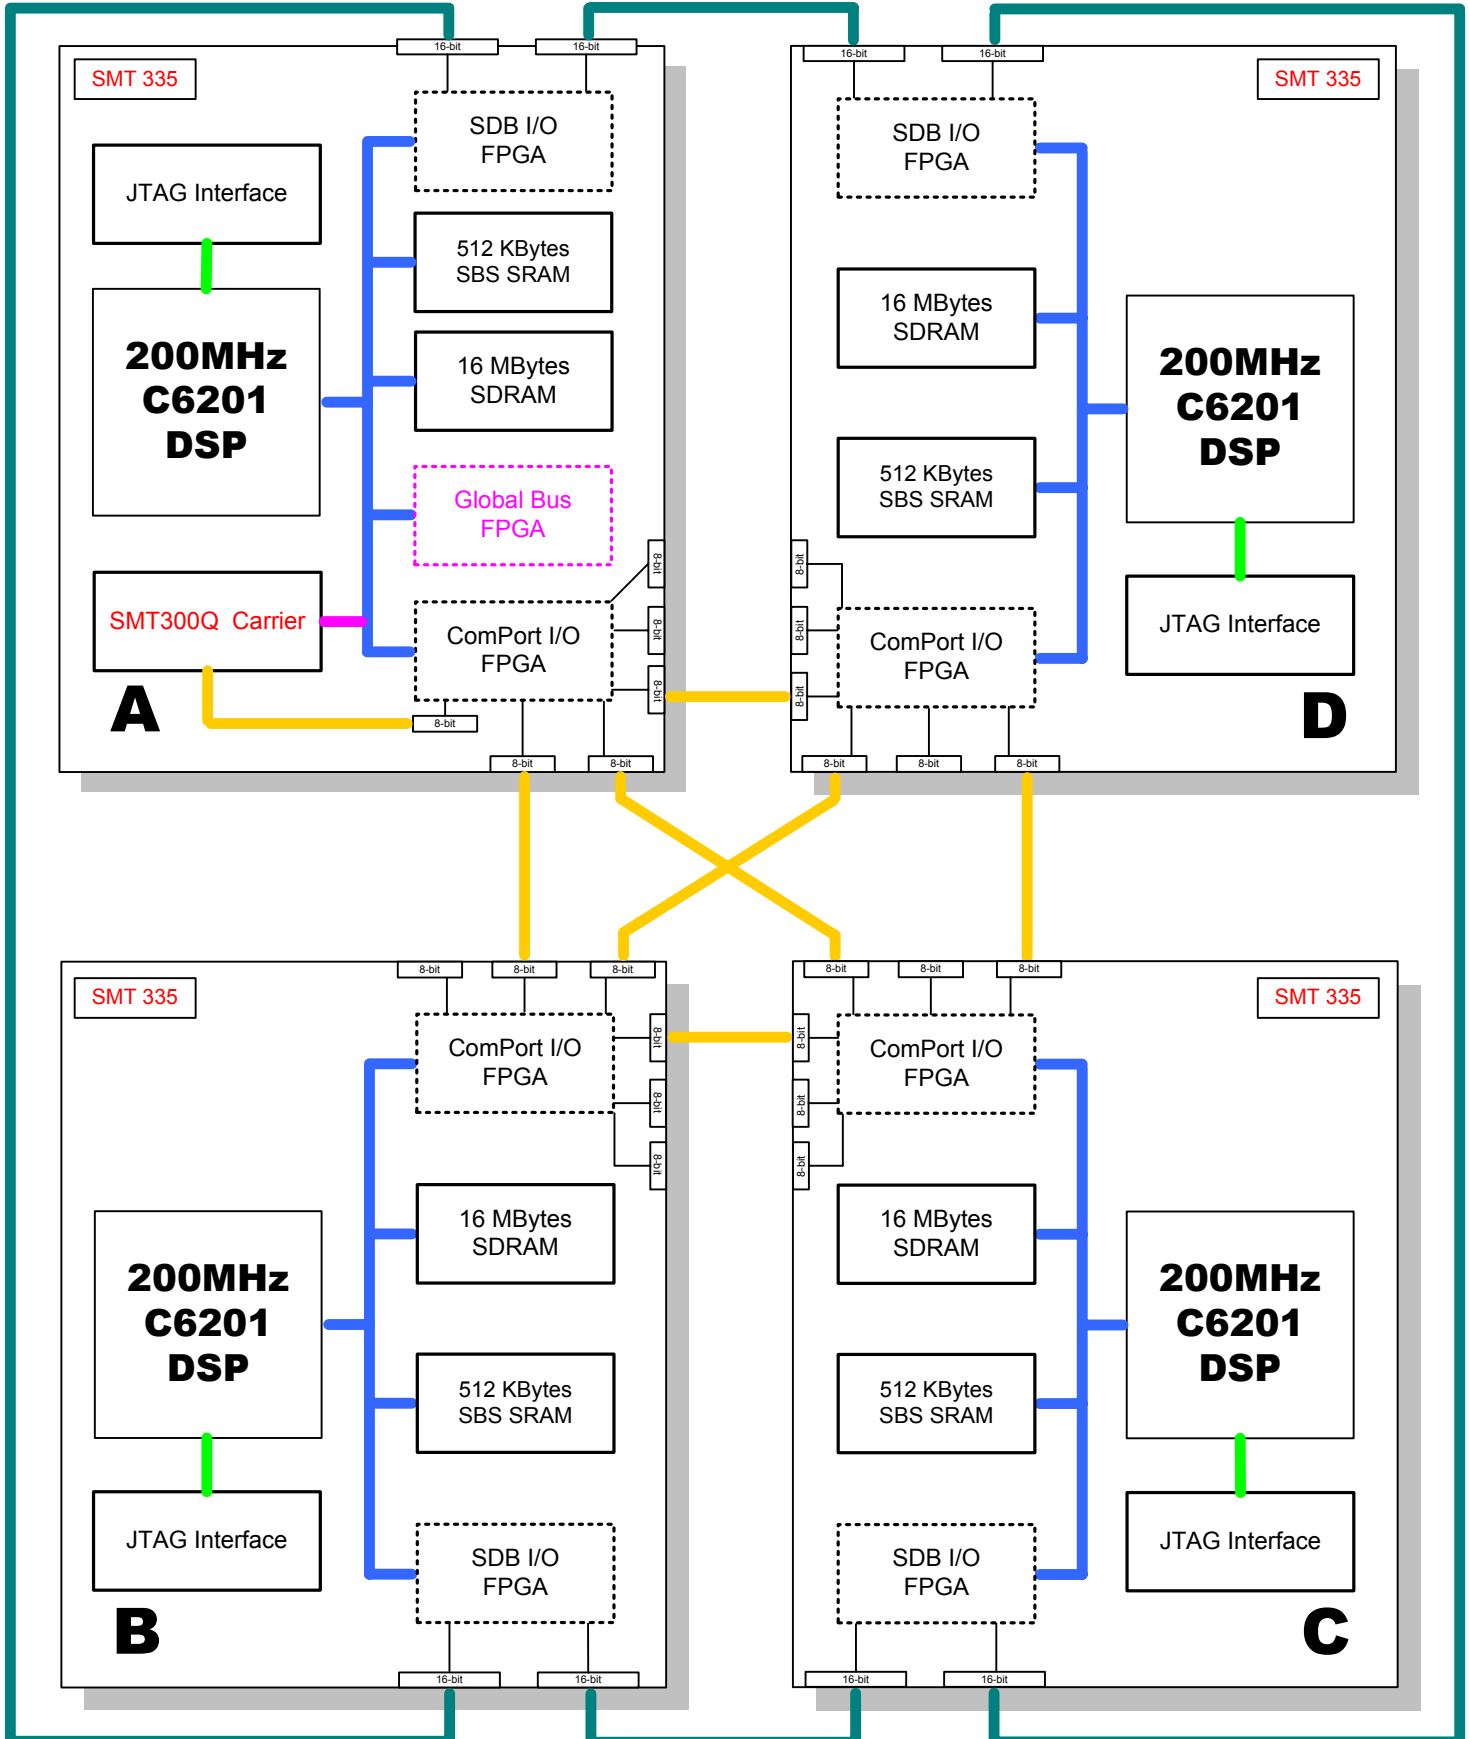 16-bit
16-bit
SMT 335
SDB I/O
FPGA
JTAG Interface
512 KBytes
SBS SRAM
200MHz
C6201
DSP
16 MBytes
SDRAM
Global Bus
FPGA
8-bit
SMT300Q  Carrier
ComPort I/O
FPGA
8-bit
8-bit
A
8-bit
8-bit
8-bit
16-bit
16-bit
SMT 335
SDB I/O
FPGA
16 MBytes
SDRAM
200MHz
C6201
DSP
512 KBytes
SBS SRAM
8-bit
8-bit
ComPort I/O
FPGA
JTAG Interface
8-bit
D
8-bit
8-bit
8-bit
8-bit
8-bit
8-bit
SMT 335
ComPort I/O
FPGA
8-bit
8-bit
8-bit
16 MBytes
SDRAM
200MHz
C6201
DSP
512 KBytes
SBS SRAM
JTAG Interface
SDB I/O
FPGA
B
16-bit
16-bit
8-bit
8-bit
8-bit
SMT 335
8-bit
ComPort I/O
FPGA
8-bit
8-bit
16 MBytes
SDRAM
200MHz
C6201
DSP
512 KBytes
SBS SRAM
JTAG Interface
SDB I/O
FPGA
C
16-bit
16-bit